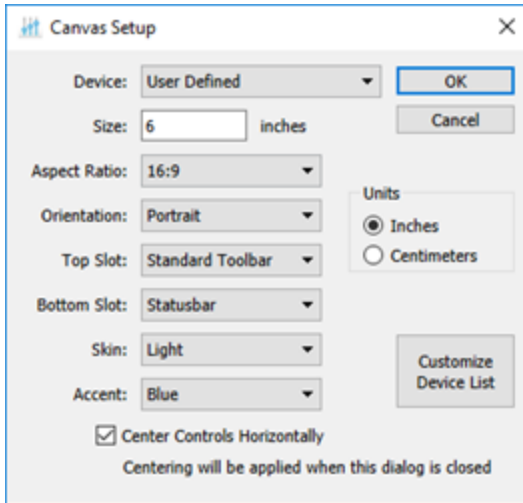 Canvas Setup
Device: User Defined OK
Size: 6 inches Cancel
Aspect Ratio: 16:9
Units
Orientation: Portrait Inches
Top Slot: Standard Toolbar Centimeters
Bottom Slot: Statusbar
Skin: Light
Customize
Device List
Accent: Blue
Center Controls Horizontally
Centering will be applied when this dialog is closed